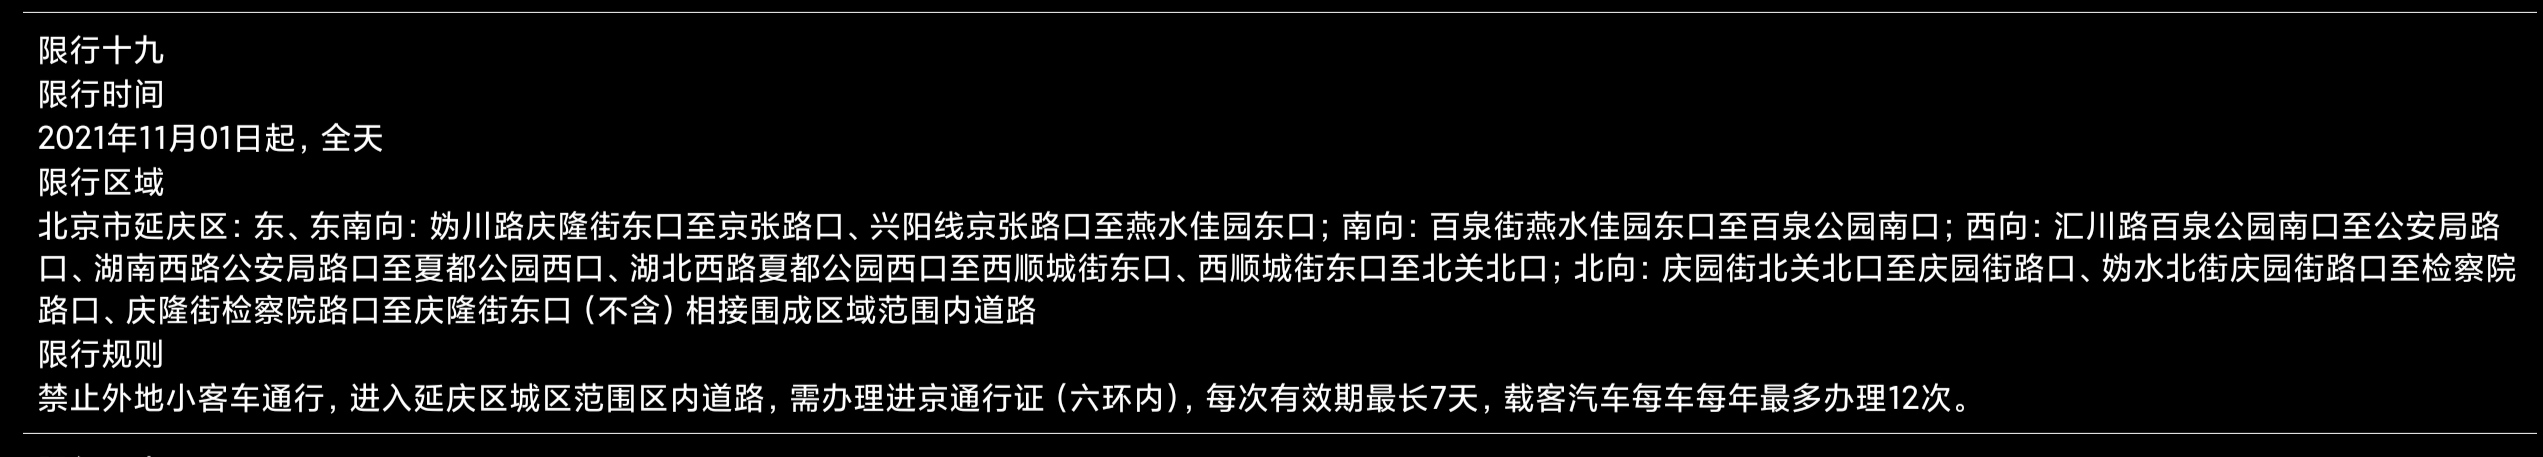 限行十九
限行时间
2021年11月01日起，全天
限行区域
北京市延庆区：东、东南向：妫川路庆隆街东口至京张路口、兴阳线京张路口至燕水佳园东口；南向：百泉街燕水佳园东口至百泉公园南口；西向：汇川路百泉公园南口至公安局路
口、湖南西路公安局路口至夏都公园西口、湖北西路夏都公园西口至西顺城街东口、西顺城街东口至北关北口；北向：庆园街北关北口至庆园街路口、妫水北街庆园街路口至检察院
路口、庆隆街检察院路口至庆隆街东口（不含）相接围成区域范围内道路
限行规则
禁止外地小客车通行，进入延庆区城区范围区内道路，需办理进京通行证（六环内），每次有效期最长7天，载客汽车每车每年最多办理12次。